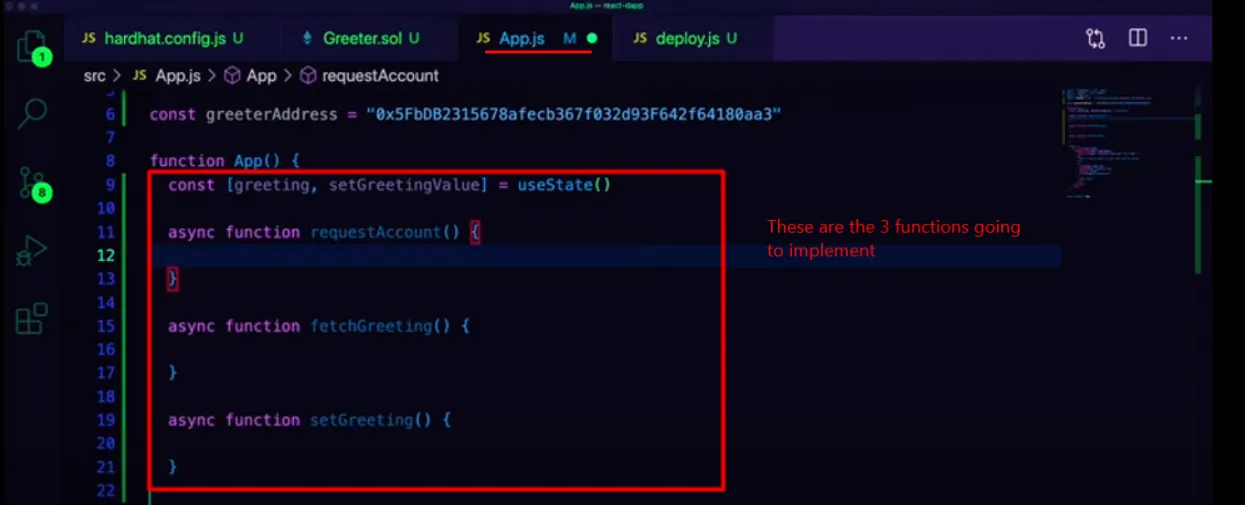 App.js — react-dapp
JS hardhat.config.js U
Greeter.sol U
JS App.js M
JS deploy.js U
src > JS App.js > App > requestAccount
1
8
5
6 const greeterAddress = "0x5FbDB2315678afecb367f032d93F642f64180aa3"
7
8 function App() {
9 const [greeting, setGreetingValue] = useState()
10
11 async function requestAccount() {
12
13 }
14
15 async function fetchGreeting() {
16
17 }
18
19 async function setGreeting() {
20
21 }
22
These are the 3 functions going
to implement